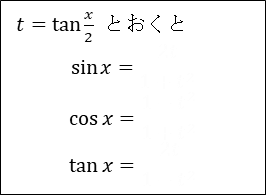 t = tan x/2 とおくと
sin x =
cos x =
tan x =